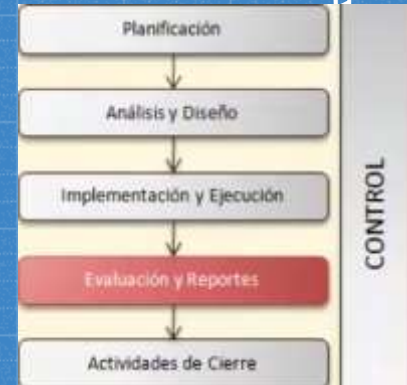 Planificación
Análisis y Diseño
Implementación y Ejecución
Evaluación y Reportes
Actividades de Cierre
CONTROL